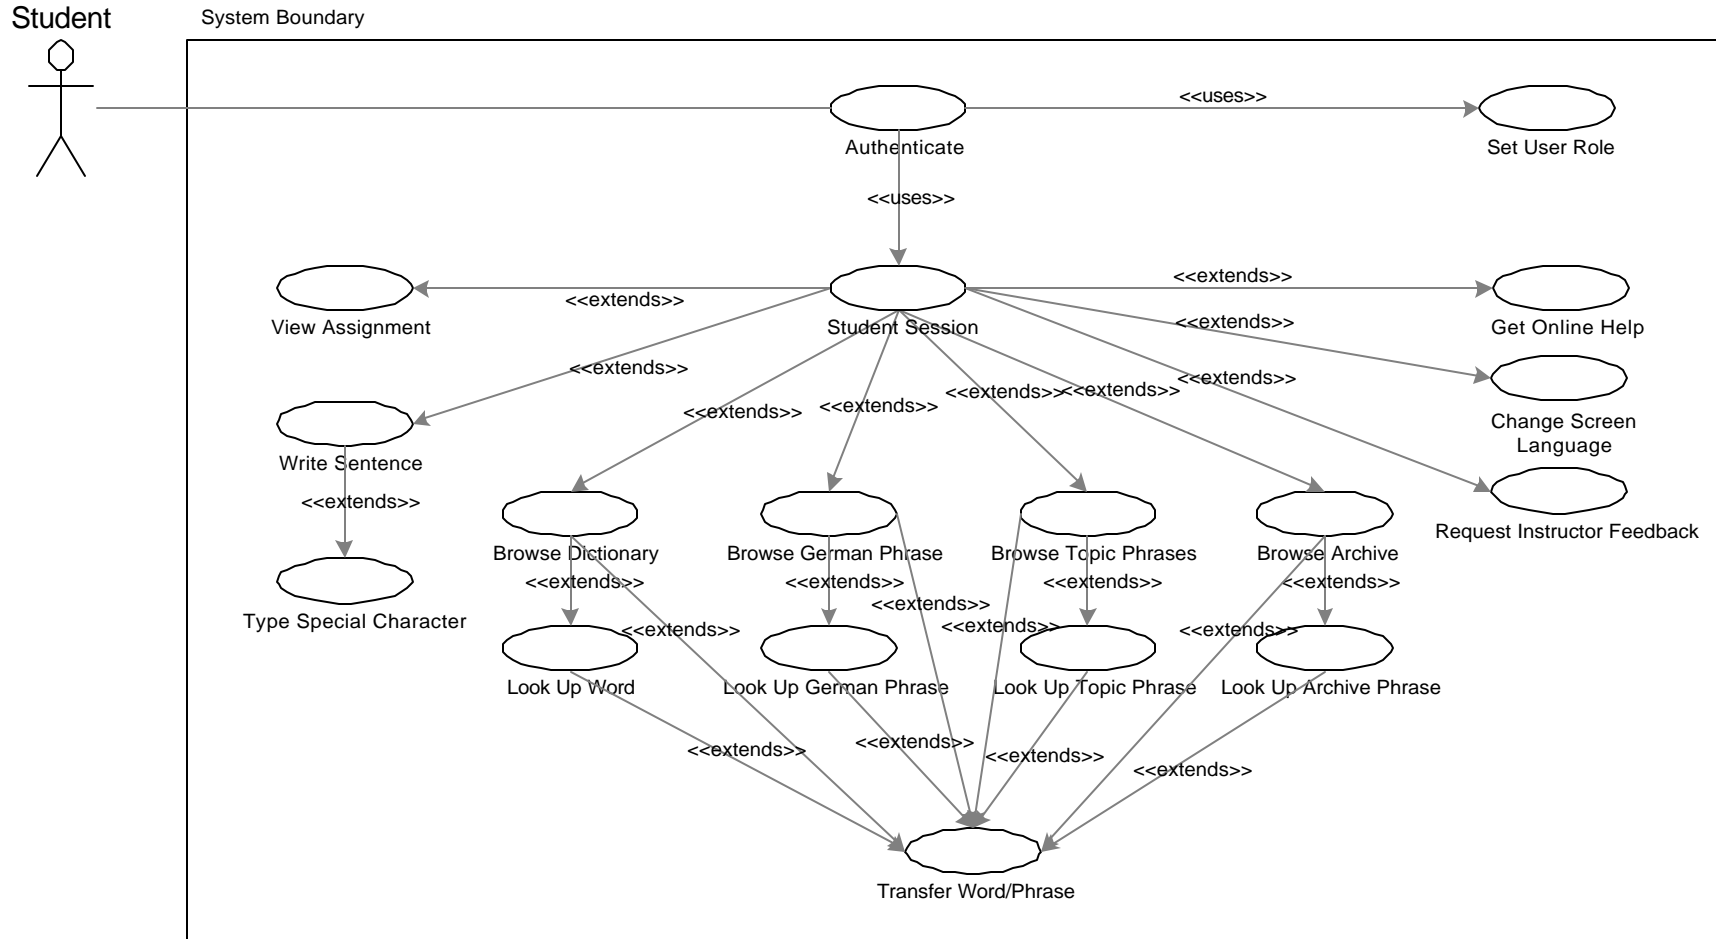 Student
System Boundary
<<uses>>
Authenticate
Set User Role
<<uses>>
<<extends>>
<<extends>>
View Assignment
Student Session
Get Online Help
<<extends>>
<<extends>>
<<extends>>
<<extends>>
<<extends>>
<<extends>>
<<extends>>
Change Screen
Language
Write Sentence
<<extends>>
Request Instructor Feedback
Browse Dictionary
Browse German Phrase
Browse Topic Phrases
Browse Archive
<<extends>>
<<extends>>
<<extends>>
<<extends>>
Type Special Character
<<extends>>
<<extends>>
<<extends>>
<<extends>>
Look Up Word
Look Up German Phrase
Look Up Topic Phrase
Look Up Archive Phrase
<<extends>>
<<extends>>
<<extends>>
<<extends>>
Transfer Word/Phrase